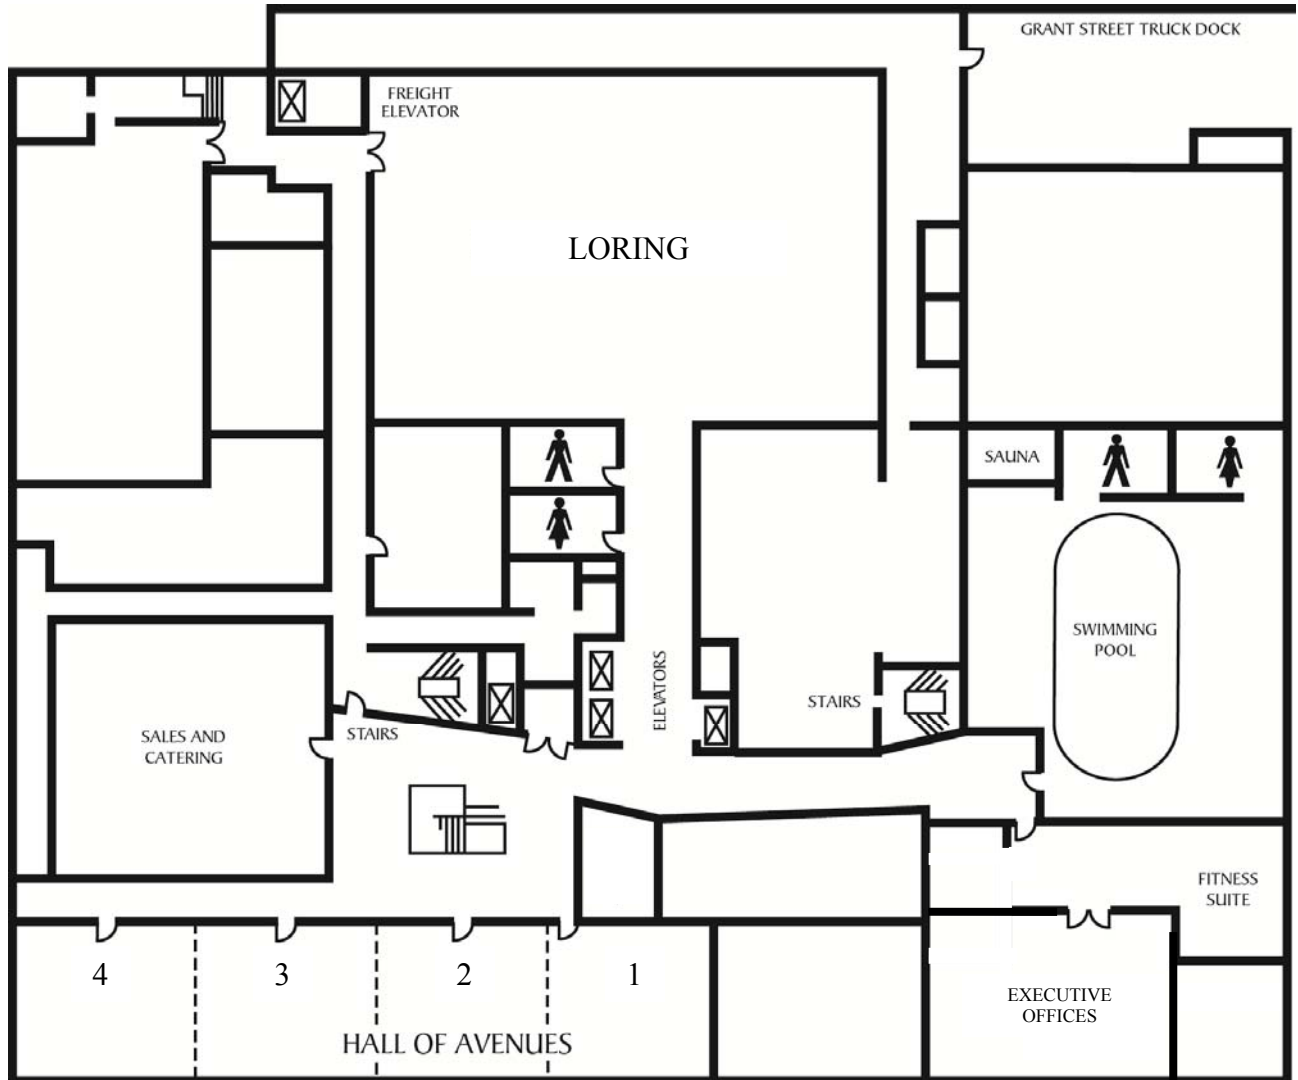 GRANT STREET TRUCK DOCK
FREIGHT
ELEVATOR
LORING
SAUNA
SWIMMING
POOL
ELEVATORS
STAIRS
STAIRS
SALES AND
CATERING
FITNESS
SUITE
4
3
2
1
EXECUTIVE
OFFICES
HALL OF AVENUES